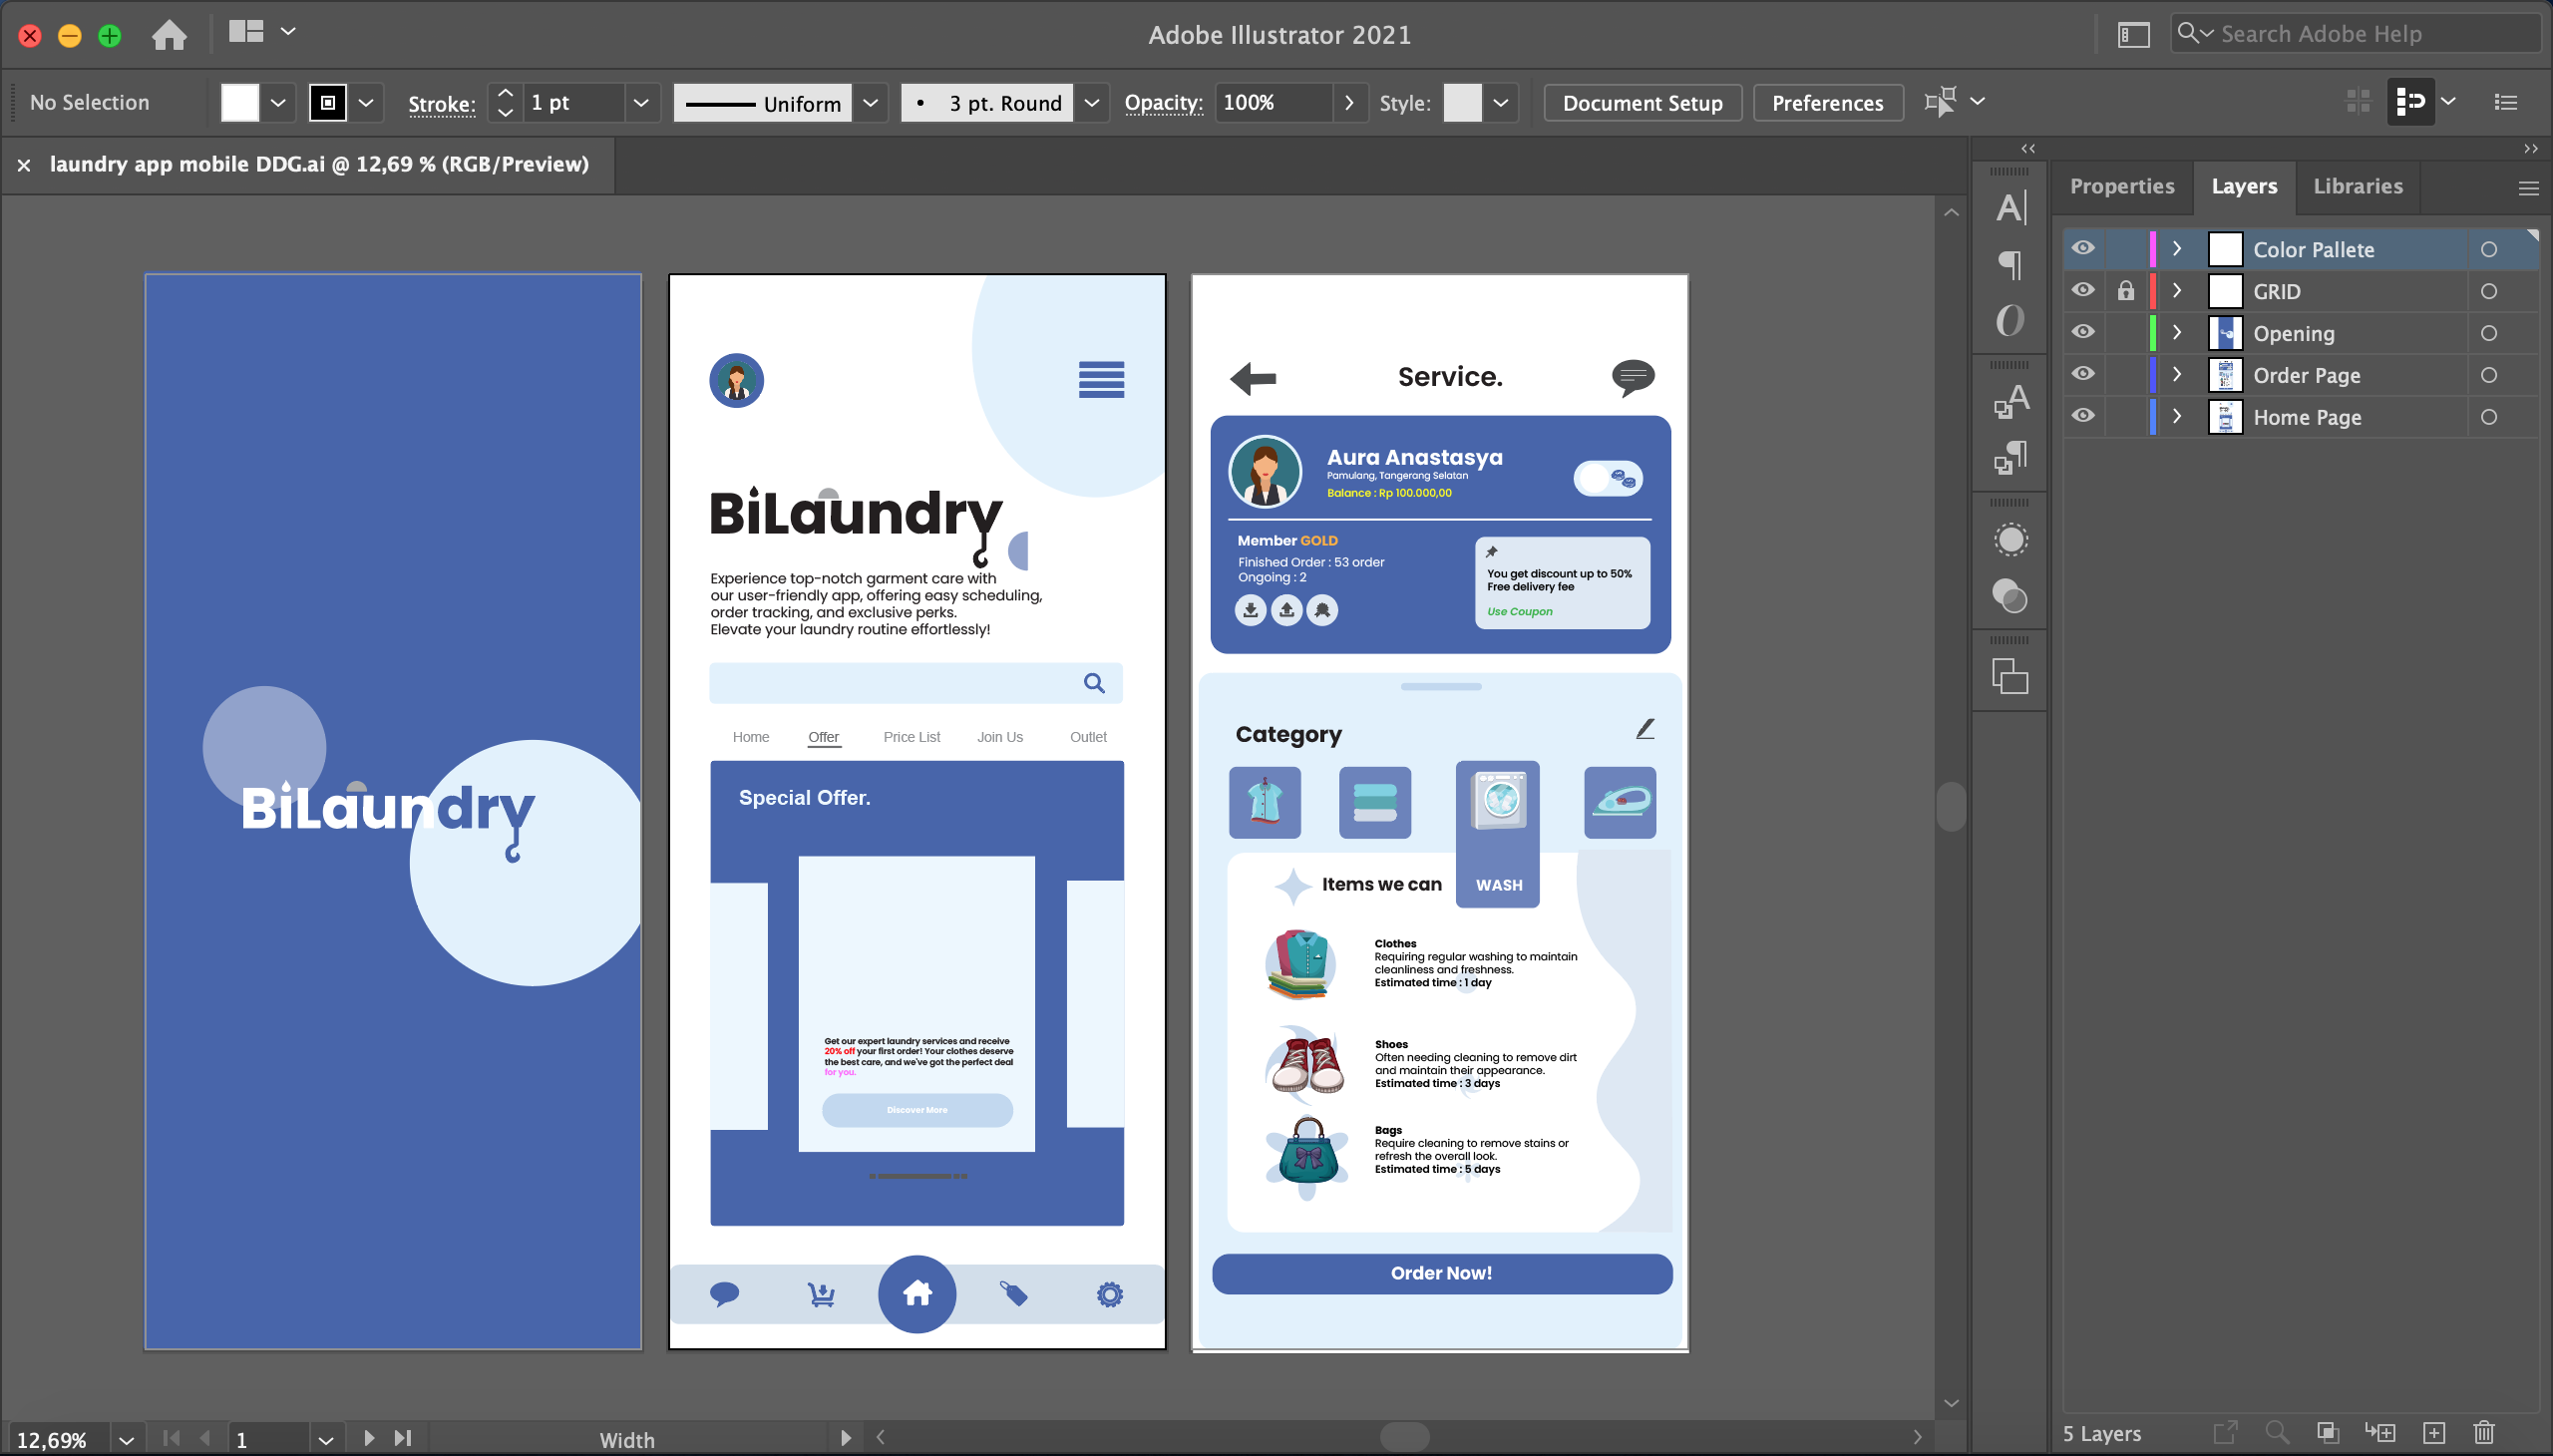 Adobe Illustrator 2021
Search Adobe Help
No Selection
Stroke:
1 pt
Uniform
3 pt. Round
Opacity:
100%
Style:
Document Setup
Preferences
laundry app mobile DDG.ai @ 12,69 % (RGB/Preview)
BiLaundry
BiLaundry
Experience top-notch garment care with
our user-friendly app, offering easy scheduling,
order tracking, and exclusive perks.
Elevate your laundry routine effortlessly!
Home
Offer
Price List
Join Us
Outlet
Special Offer.
Get our expert laundry services and receive
20% off your first order! Your clothes deserve
the best care, and we've got the perfect deal
for you.
Discover More
Service.
Aura Anastasya
Pamulang, Tangerang Selatan
Balance : Rp 100.000,00
Member GOLD
Finished Order : 53 order
Ongoing : 2
You get discount up to 50%
Free delivery fee
Use Coupon
Category
Items we can
WASH
Clothes
Requiring regular washing to maintain
cleanliness and freshness.
Estimated time : 1 day
Shoes
Often needing cleaning to remove dirt
and maintain their appearance.
Estimated time : 3 days
Bags
Require cleaning to remove stains or
refresh the overall look.
Estimated time : 5 days
Order Now!
Properties
Layers
Libraries
Color Pallete
GRID
Opening
Order Page
Home Page
12,69%
1
Width
5 Layers